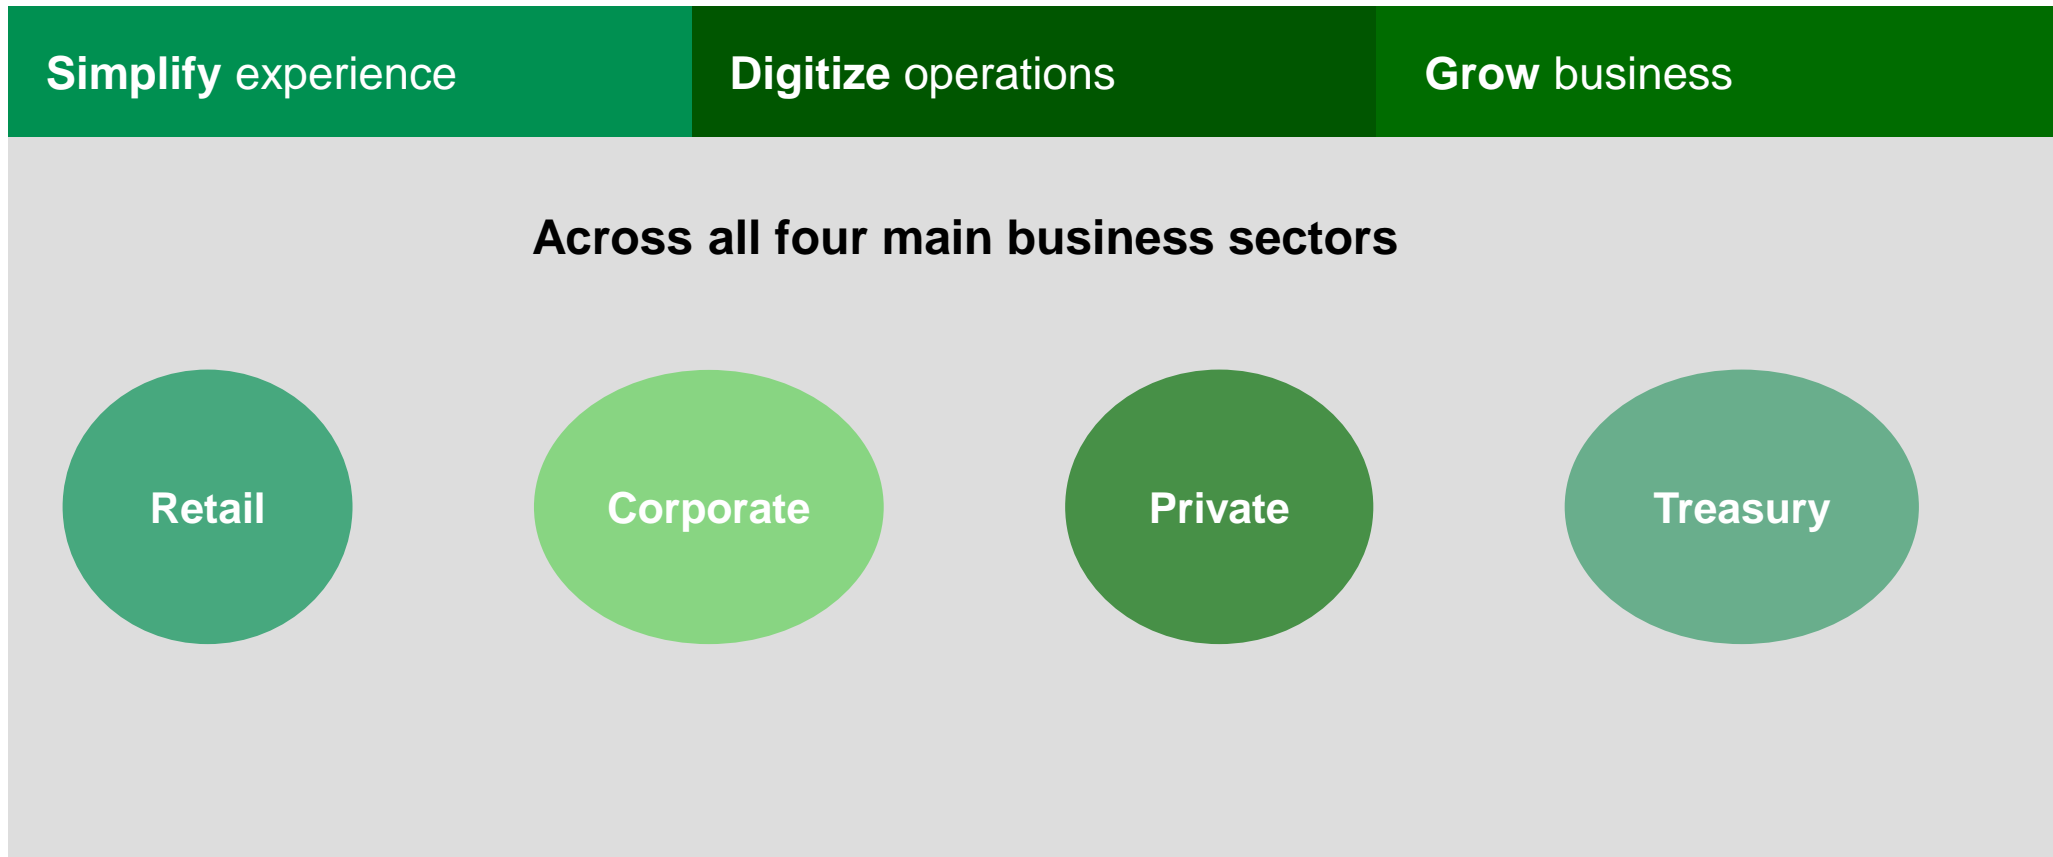 Simplify experience
Digitize operations
Grow business
Across all four main business sectors
Retail
Corporate
Private
Treasury